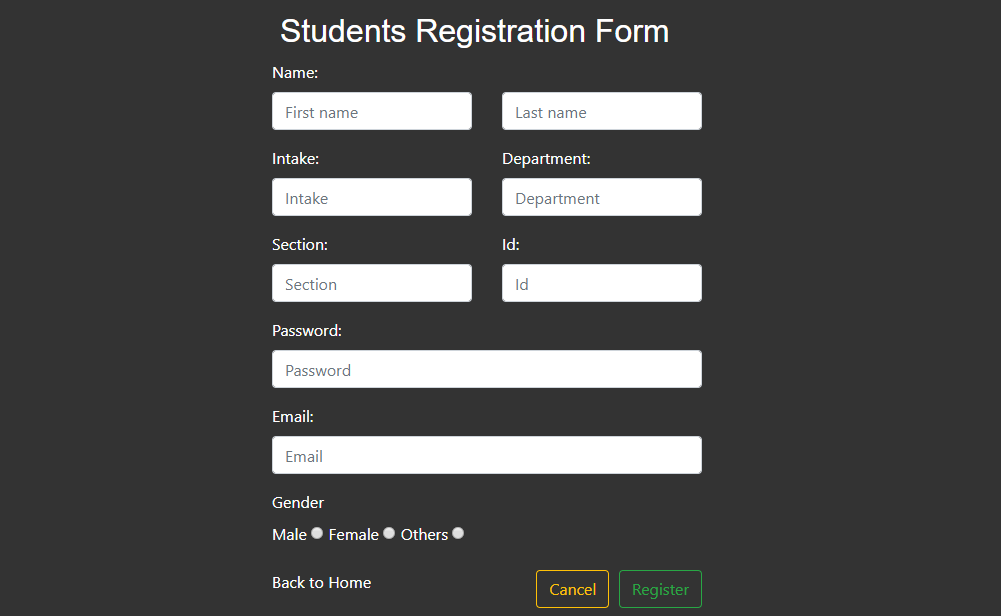 Students Registration Form
Name:
First name Last name
Intake: Department:
Intake Department
Section: Id:
Section Id
Password:
Password
Email:
Email
Gender
Male Female Others
Back to Home Cancel Register